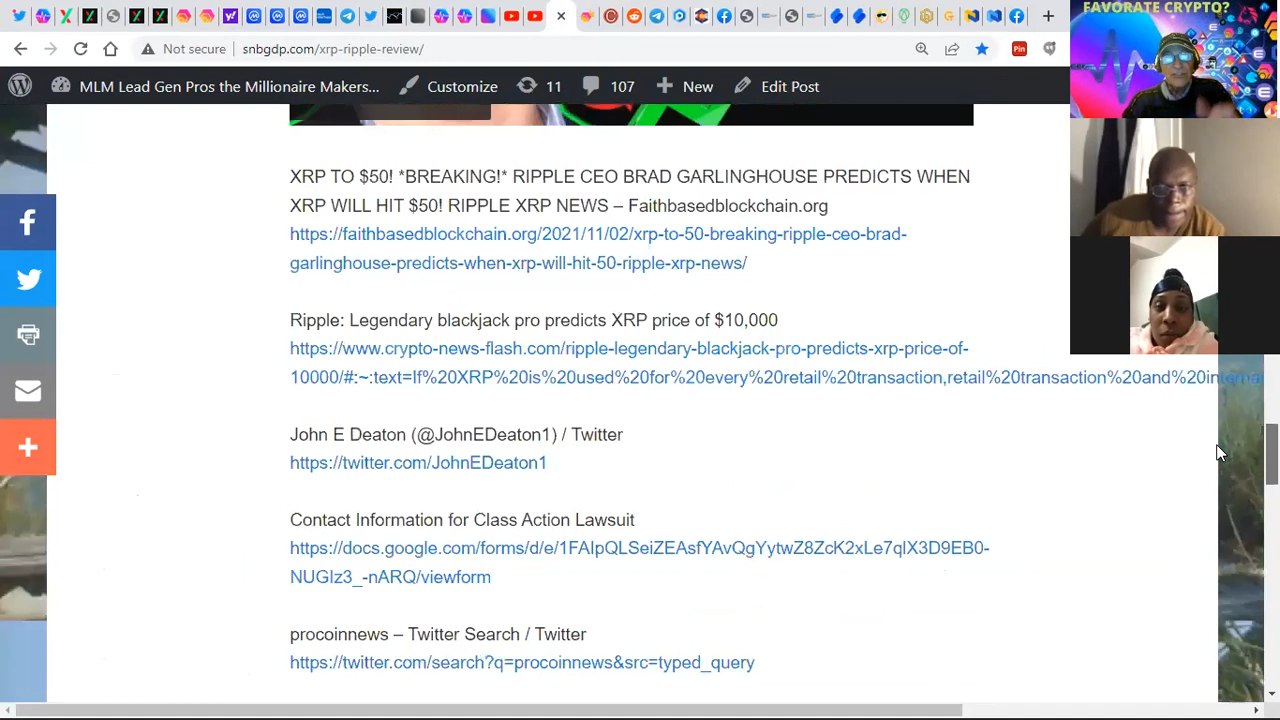 FAVORATE CRYPTO?
Not secure
snbgdp.com/xrp-ripple-review/
Pin
MLM Lead Gen Pros the Millionaire Makers...
Customize
11
107
New
Edit Post
XRP TO $50! *BREAKING!* RIPPLE CEO BRAD GARLINGHOUSE PREDICTS WHEN
XRP WILL HIT $50! RIPPLE XRP NEWS – Faithbasedblockchain.org
https://faithbasedblockchain.org/2021/11/02/xrp-to-50-breaking-ripple-ceo-brad-
garlinghouse-predicts-when-xrp-will-hit-50-ripple-xrp-news/
Ripple: Legendary blackjack pro predicts XRP price of $10,000
https://www.crypto-news-flash.com/ripple-legendary-blackjack-pro-predicts-xrp-price-of-
10000/#:~:text=If%20XRP%20is%20used%20for%20every%20retail%20transaction,retail%20transaction%20and%20interna
John E Deaton (@JohnEDeaton1) / Twitter
https://twitter.com/JohnEDeaton1
Contact Information for Class Action Lawsuit
https://docs.google.com/forms/d/e/1FAIpQLSeiZEAsfYAvQgYytwZ8ZcK2xLe7qlX3D9EB0-
NUGIz3_-nARQ/viewform
procoinnews – Twitter Search / Twitter
https://twitter.com/search?q=procoinnews&src=typed_query